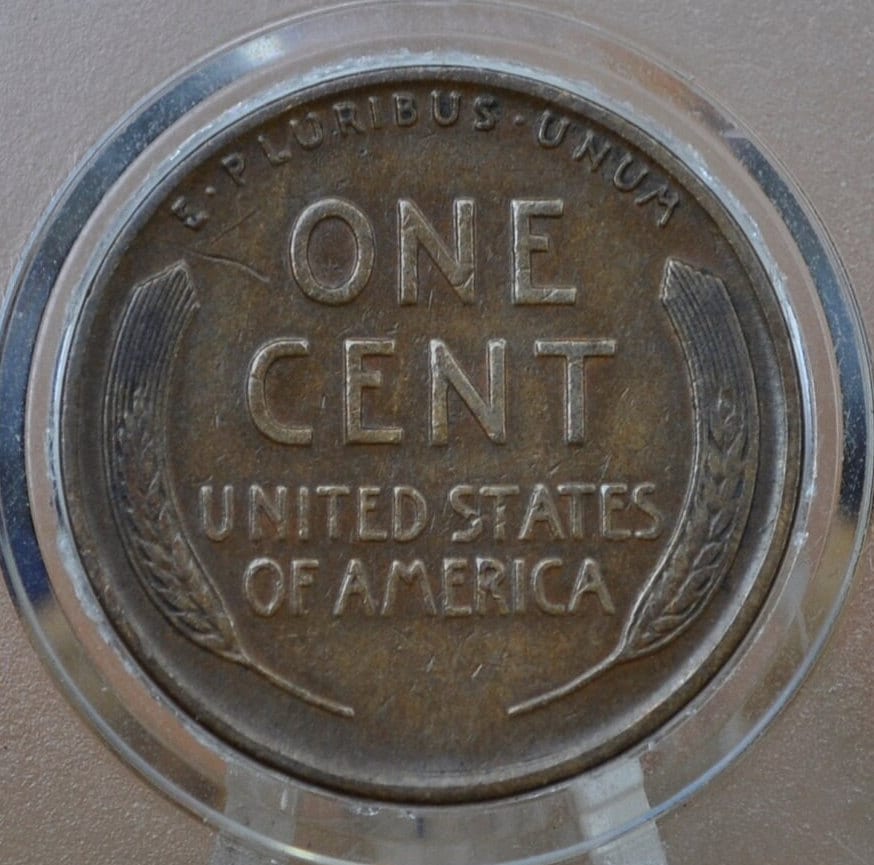 E·PLURIBUS·UNUM
ONE
CENT
UNITED STATES
OF AMERICA